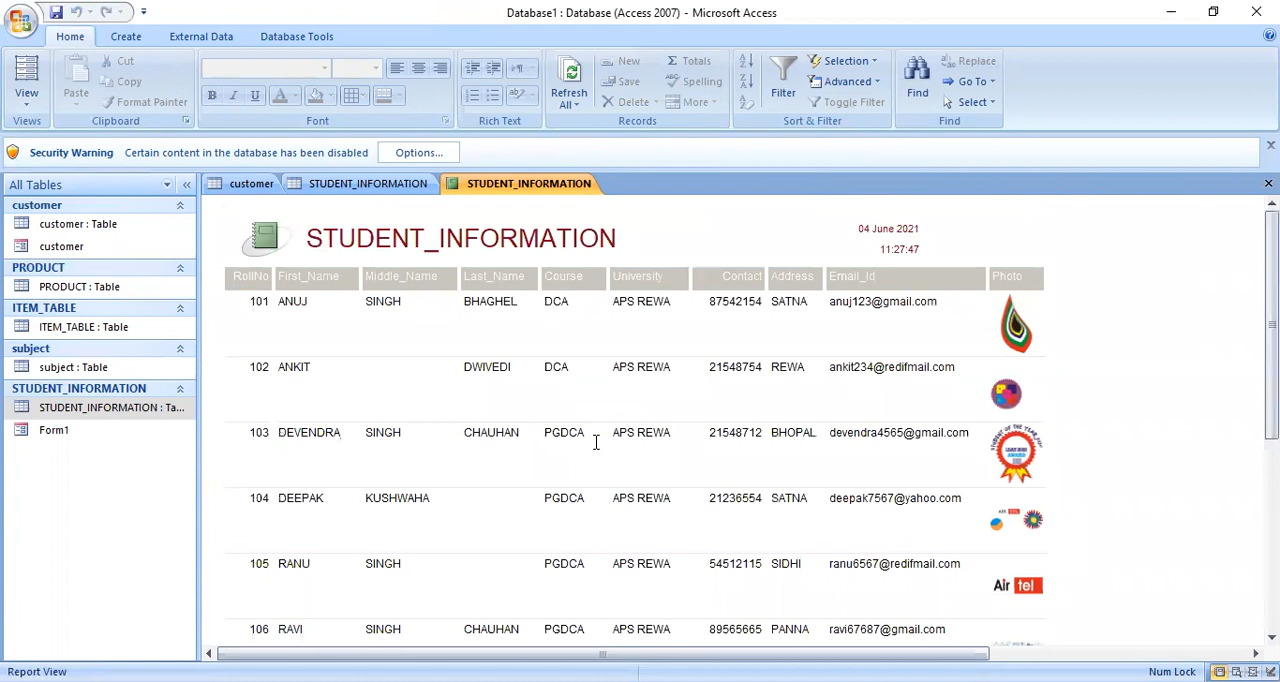 Database1 : Database (Access 2007) - Microsoft Access
Home Create External Data Database Tools
View
Views
Paste
Cut
Copy
Format Painter
Clipboard
B I U A
Font
Rich Text
Refresh All
New
Save
Delete
Totals
Spelling
More
Records
Filter
Selection
Advanced
Toggle Filter
Sort & Filter
Find
Replace
Go To
Select
Find
Security Warning Certain content in the database has been disabled Options...
All Tables
customer
customer : Table
customer
PRODUCT
PRODUCT : Table
ITEM_TABLE
ITEM_TABLE : Table
subject
subject : Table
STUDENT_INFORMATION
STUDENT_INFORMATION : Ta...
Form1
customer STUDENT_INFORMATION STUDENT_INFORMATION
STUDENT_INFORMATION
04 June 2021
11:27:47
RollNo First_Name Middle_Name Last_Name Course University Contact Address Email_Id Photo
101 ANUJ SINGH BHAGHEL DCA APS REWA 87542154 SATNA anuj123@gmail.com
102 ANKIT DWIVEDI DCA APS REWA 21548754 REWA ankit234@redifmail.com
103 DEVENDRA SINGH CHAUHAN PGDCA APS REWA 21548712 BHOPAL devendra4565@gmail.com
STUDENT OF THE YEAR
104 DEEPAK KUSHWAHA PGDCA APS REWA 21236554 SATNA deepak7567@yahoo.com
105 RANU SINGH PGDCA APS REWA 54512115 SIDHI ranu6567@redifmail.com
Air tel
106 RAVI SINGH CHAUHAN PGDCA APS REWA 89565665 PANNA ravi67687@gmail.com
Report View
Num Lock